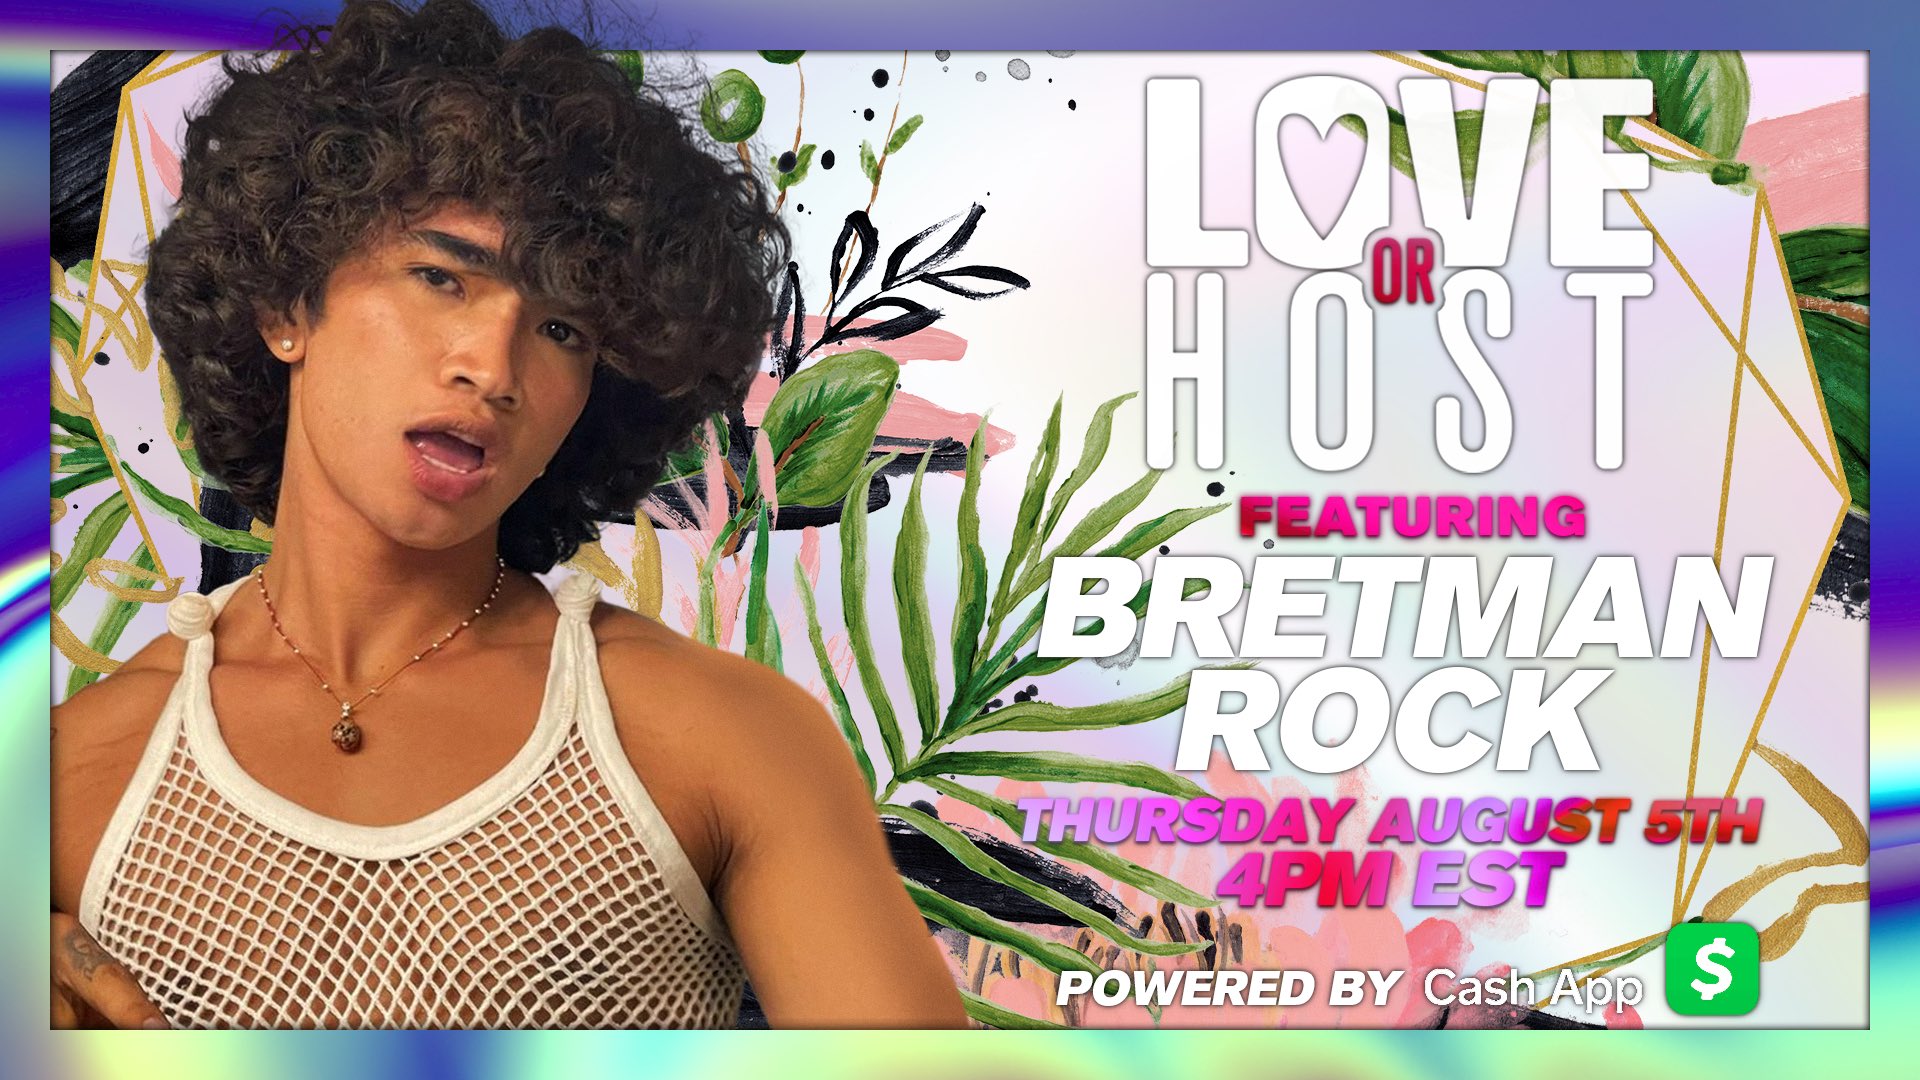 LOVE
OR
HOST
FEATURING
BRETMAN
ROCK
THURSDAY AUGUST 5TH
4PM EST
POWERED BY Cash App $